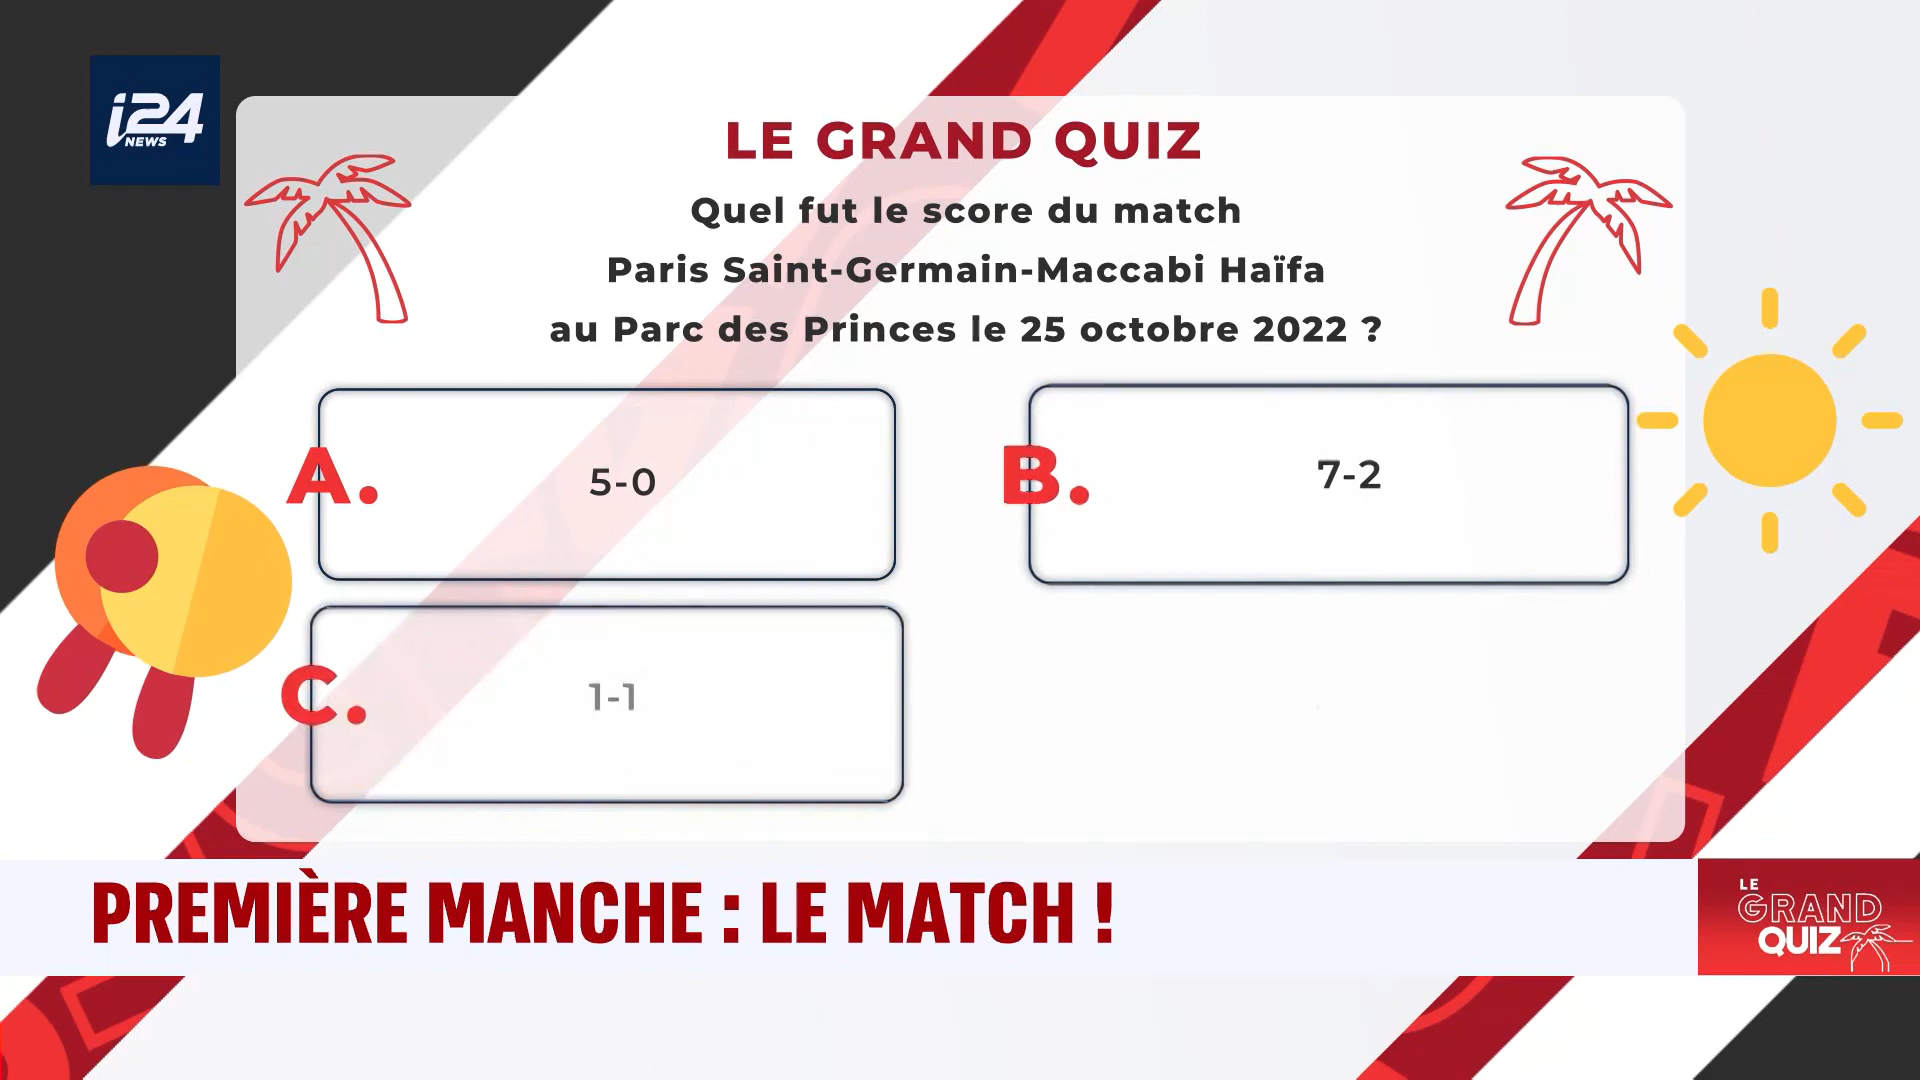 i24
NEWS
LE GRAND QUIZ
Quel fut le score du match
Paris Saint-Germain-Maccabi Haïfa
au Parc des Princes le 25 octobre 2022 ?
A.
5-0
B.
7-2
C.
1-1
PREMIÈRE MANCHE : LE MATCH !
LE
GRAND
QUIZ